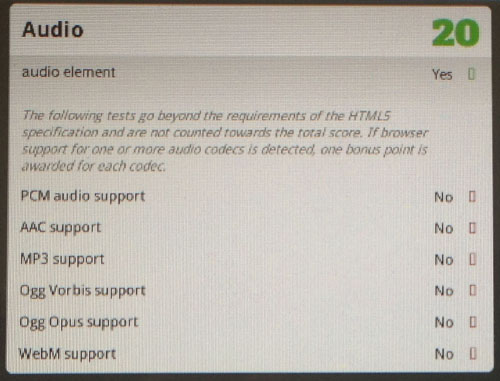 Audio 20
audio element Yes
The following tests go beyond the requirements of the HTML5
specification and are not counted towards the total score. If browser
support for one or more audio codecs is detected, one bonus point is
awarded for each codec.
PCM audio support No
AAC support No
MP3 support No
Ogg Vorbis support No
Ogg Opus support No
WebM support No